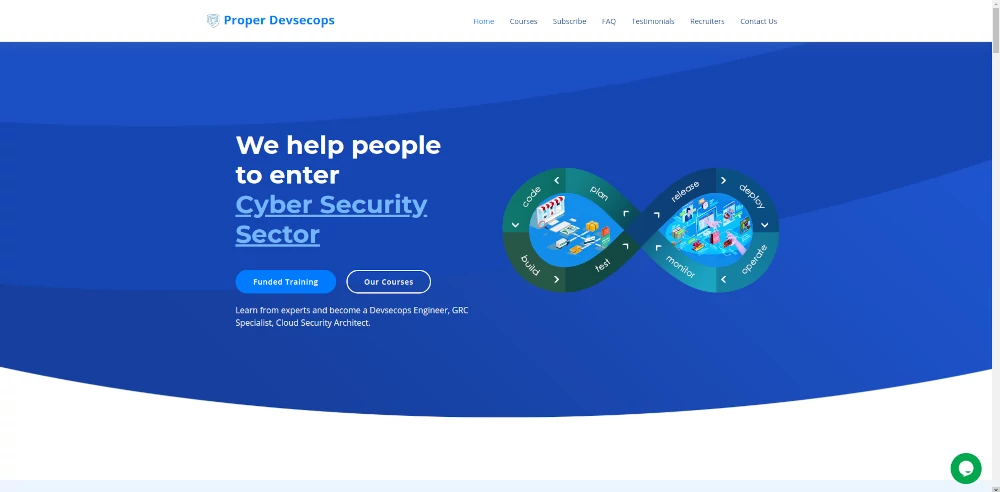 Proper Devsecops
Home Courses Subscribe FAQ Testimonials Recruiters Contact Us
We help people
to enter
Cyber Security
Sector
Funded Training Our Courses
Learn from experts and become a Devsecops Engineer, GRC
Specialist, Cloud Security Architect.
code
plan
build
test
release
deploy
monitor
operate